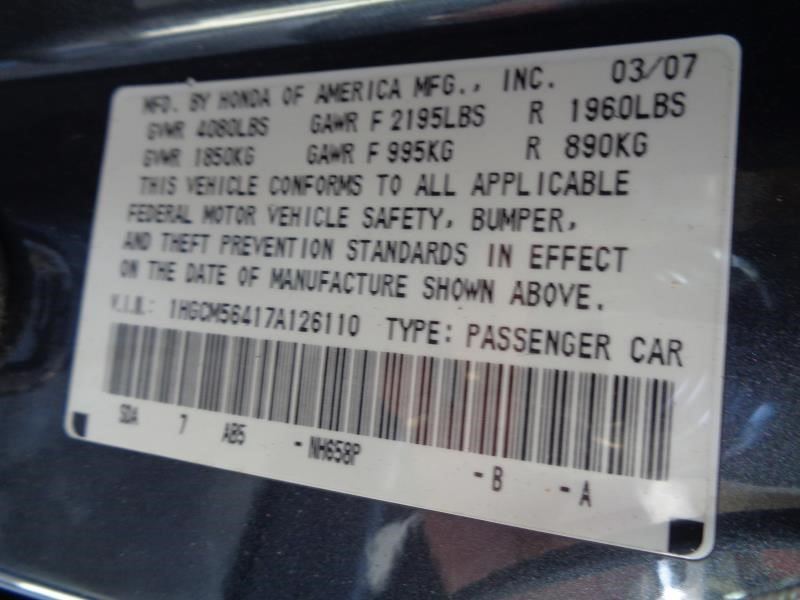 MFD. BY HONDA OF AMERICA MFG., INC. 03/07
GVWR 4080LBS GAWR F 2195LBS R 1960LBS
GVWR 1850KG GAWR F 995KG R 890KG
THIS VEHICLE CONFORMS TO ALL APPLICABLE
FEDERAL MOTOR VEHICLE SAFETY, BUMPER,
AND THEFT PREVENTION STANDARDS IN EFFECT
ON THE DATE OF MANUFACTURE SHOWN ABOVE.
V.I.N.: 1HGCM56417A126110 TYPE: PASSENGER CAR
SDA 7 AB5 -NH658P -B -A